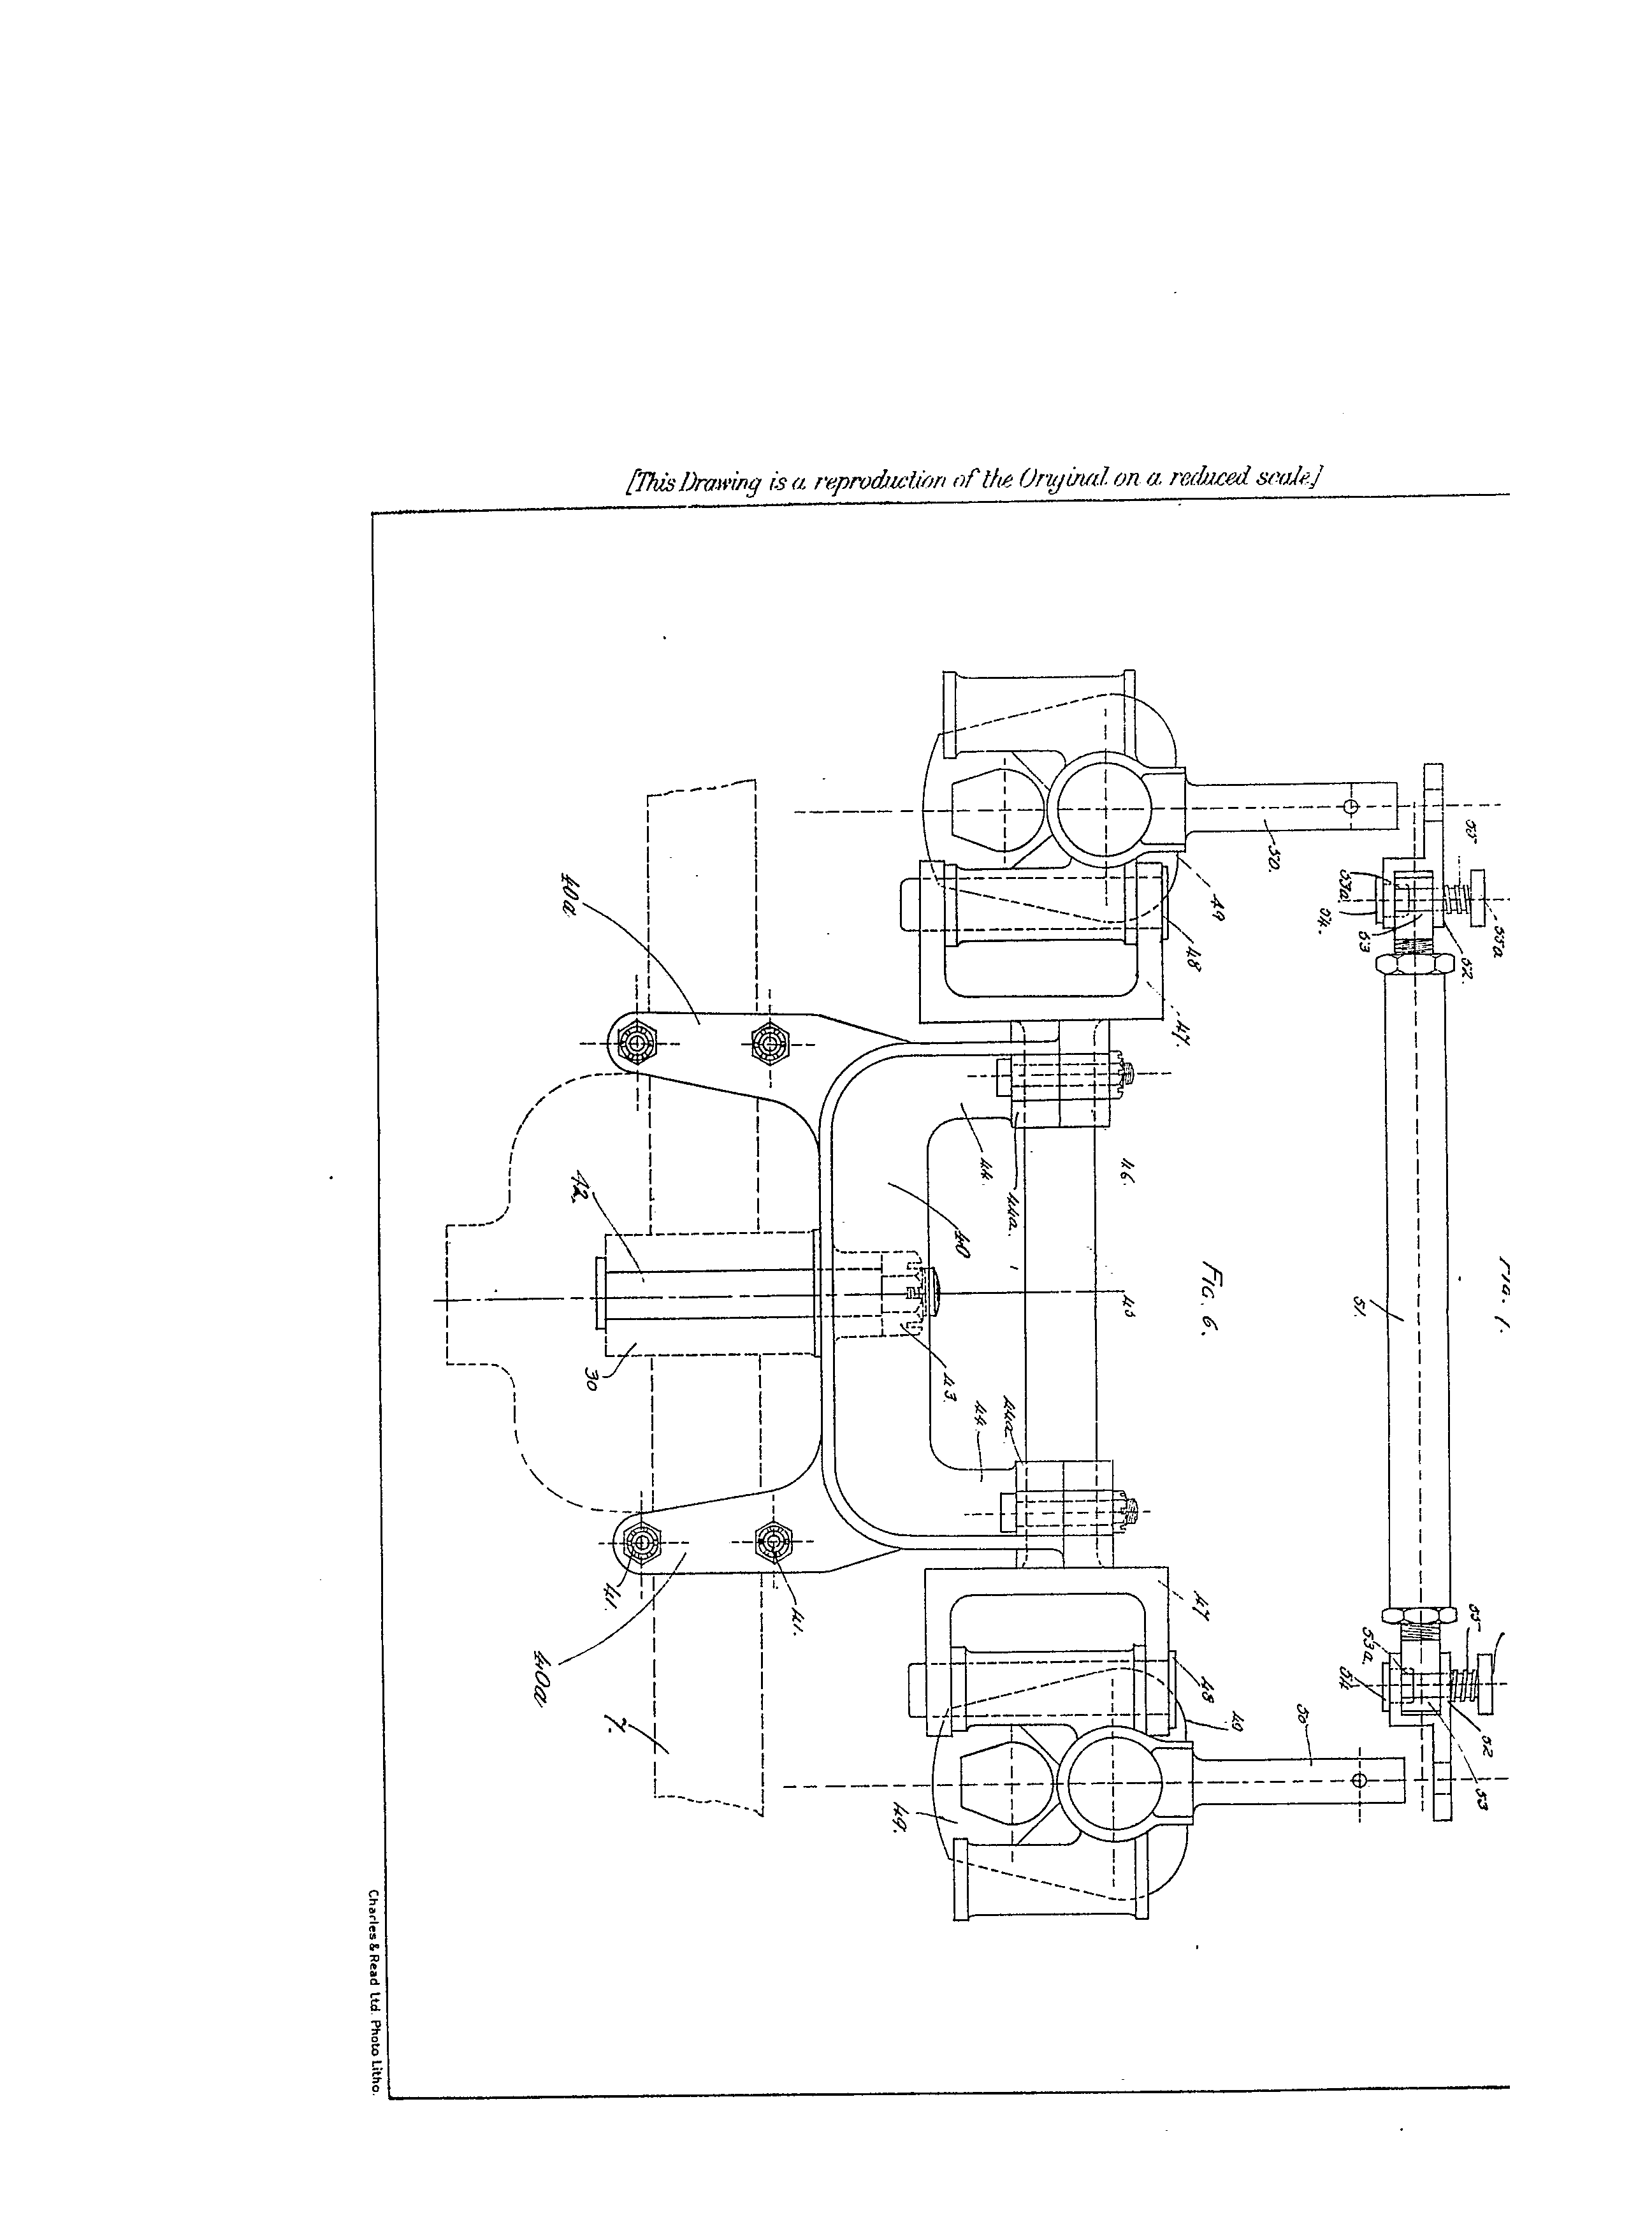 [This Drawing is a reproduction of the Original on a reduced scale]
55
55a
53a
54.
53
52.
50.
49
48
47.
40a
44.
44a.
46.
42
40
FIG. 6.
45
51.
30
43.
44.
44a
41.
41.
40a
7.
47
48
49
49.
50
55
53a.
54
52
53
Charles & Read Ltd. Photo Litho.